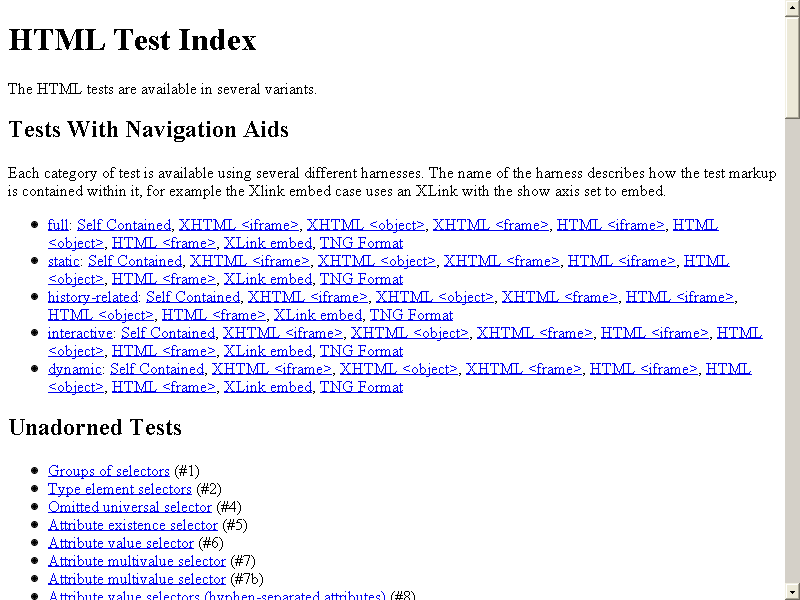 HTML Test Index
The HTML tests are available in several variants.
Tests With Navigation Aids
Each category of test is available using several different harnesses. The name of the harness describes how the test markup
is contained within it, for example the Xlink embed case uses an XLink with the show axis set to embed.
full: Self Contained, XHTML <iframe>, XHTML <object>, XHTML <frame>, HTML <iframe>, HTML
<object>, HTML <frame>, XLink embed, TNG Format
static: Self Contained, XHTML <iframe>, XHTML <object>, XHTML <frame>, HTML <iframe>, HTML
<object>, HTML <frame>, XLink embed, TNG Format
history-related: Self Contained, XHTML <iframe>, XHTML <object>, XHTML <frame>, HTML <iframe>,
HTML <object>, HTML <frame>, XLink embed, TNG Format
interactive: Self Contained, XHTML <iframe>, XHTML <object>, XHTML <frame>, HTML <iframe>, HTML
<object>, HTML <frame>, XLink embed, TNG Format
dynamic: Self Contained, XHTML <iframe>, XHTML <object>, XHTML <frame>, HTML <iframe>, HTML
<object>, HTML <frame>, XLink embed, TNG Format
Unadorned Tests
Groups of selectors (#1)
Type element selectors (#2)
Omitted universal selector (#4)
Attribute existence selector (#5)
Attribute value selector (#6)
Attribute multivalue selector (#7)
Attribute multivalue selector (#7b)
Attribute value selectors (hyphen-separated attributes) (#8)